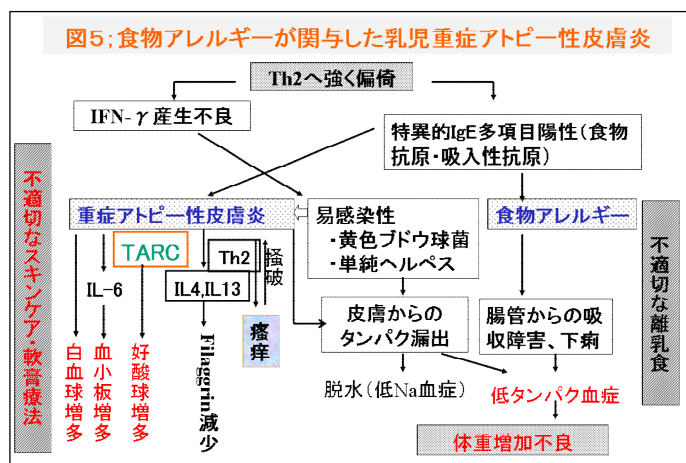 図5;食物アレルギーが関与した乳児重症アトピー性皮膚炎
Th2へ強く偏倚
IFN-γ産生不良
特異的IgE多項目陽性(食物
抗原・吸入性抗原)
不適切なスキンケア・軟膏療法
重症アトピー性皮膚炎
易感染性
・黄色ブドウ球菌
・単純ヘルペス
食物アレルギー
不適切な離乳食
TARC
Th2
掻破
IL-6
IL4,IL13
瘙痒
皮膚からの
タンパク漏出
腸管からの吸
収障害、下痢
白血球増多
血小板増多
好酸球増多
Filaggrin減少
脱水(低Na血症)
低タンパク血症
体重増加不良